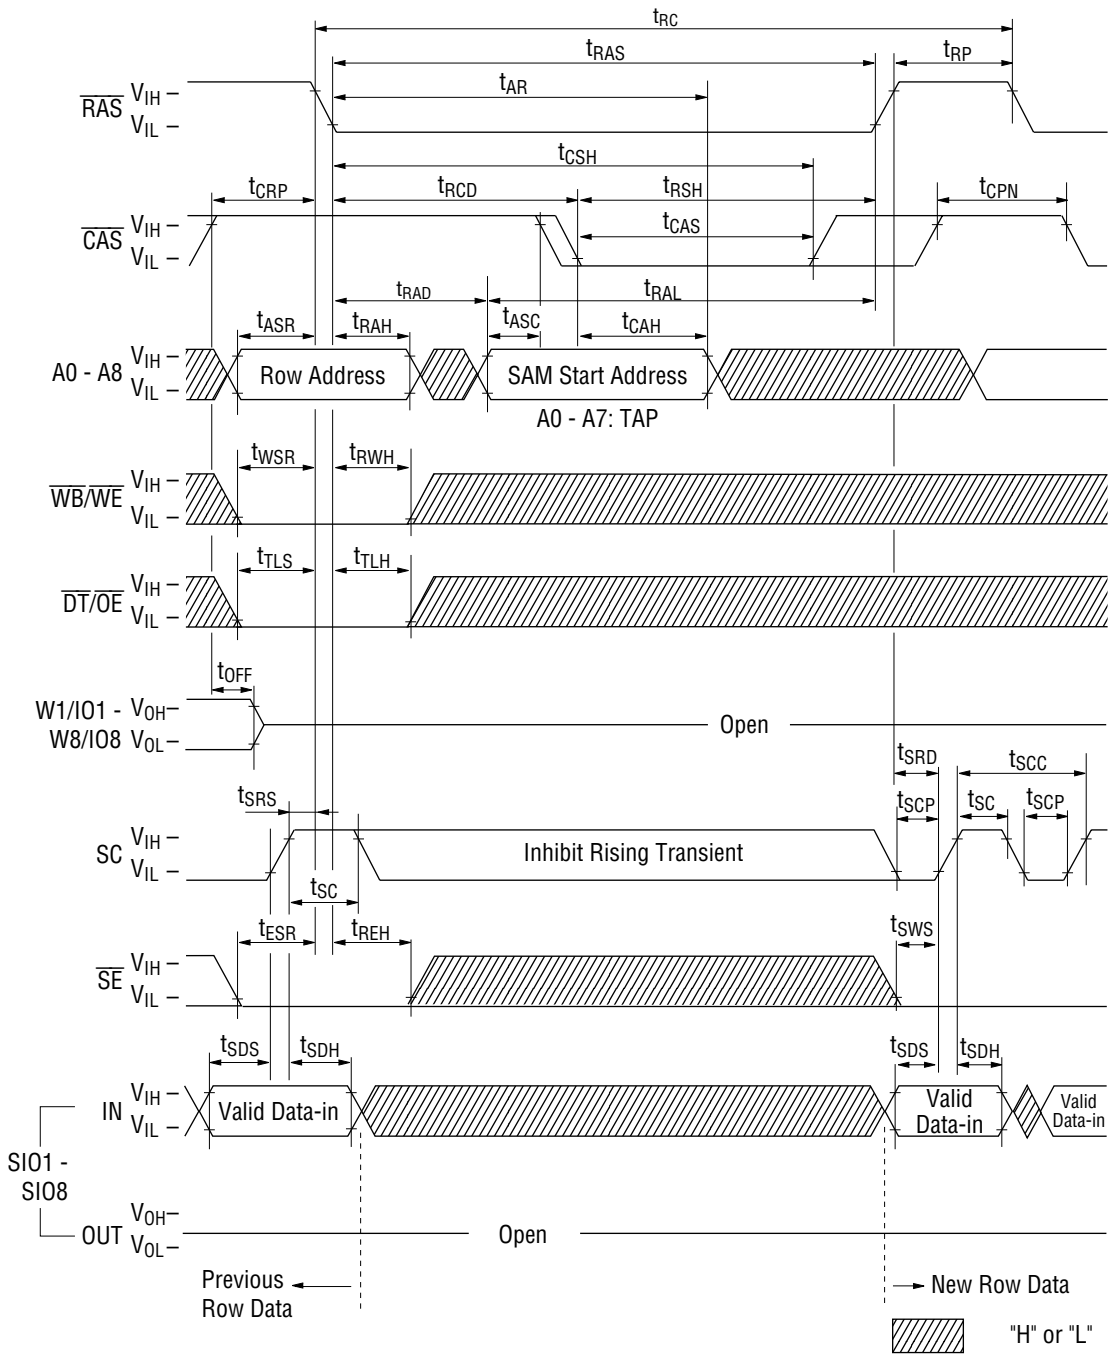 tRC
tRAS
tRP
tAR
RAS VIH
VIL
tCSH
tCRP
tRCD
tRSH
tCPN
CAS VIH
VIL
tCAS
tRAD
tRAL
tASR
tRAH
tASC
tCAH
A0 - A8 VIH
VIL
Row Address
SAM Start Address
A0 - A7: TAP
tWSR
tRWH
WB/WE VIH
VIL
tTLS
tTLH
DT/OE VIH
VIL
tOFF
W1/IO1 - VOH
W8/IO8 VOL
Open
tSRD
tSCC
tSRS
tSCP
tSC
tSCP
SC VIH
VIL
Inhibit Rising Transient
tSC
tESR
tREH
tSWS
SE VIH
VIL
tSDS
tSDH
tSDS
tSDH
IN VIH
VIL
Valid Data-in
Valid
Data-in
Valid
Data-in
SIO1 -
SIO8
OUT VOH
VOL
Open
Previous
Row Data
New Row Data
"H" or "L"